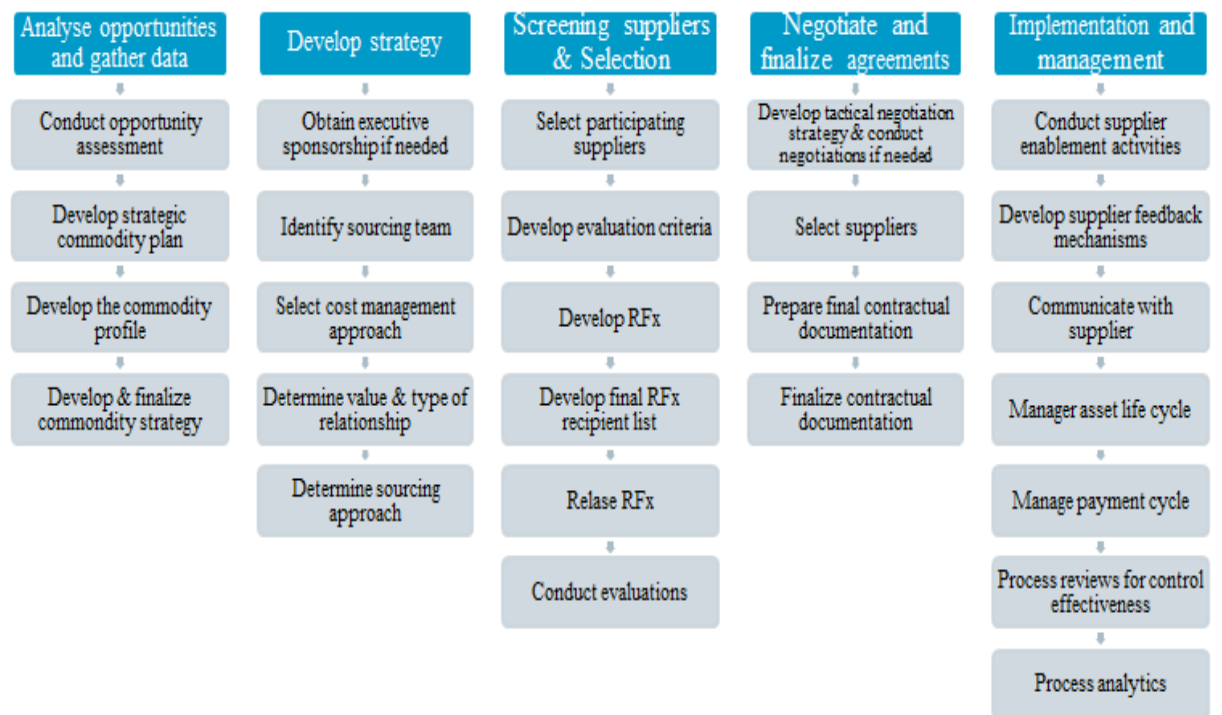 Analyse opportunities
and gather data
Conduct opportunity
assessment
Develop strategic
commodity plan
Develop the commodity
profile
Develop & finalize
commondity strategy
Develop strategy
Obtain executive
sponsorship if needed
Identify sourcing team
Select cost management
approach
Determine value & type of
relationship
Determine sourcing
approach
Screening suppliers
& Selection
Select participating
suppliers
Develop evaluation criteria
Develop RFx
Develop final RFx
recipient list
Relase RFx
Conduct evaluations
Negotiate and
finalize agreements
Develop tactical negotiation
strategy & conduct
negotiations if needed
Select suppliers
Prepare final contractual
documentation
Finalize contractual
documentation
Implementation and
management
Conduct supplier
enablement activities
Develop supplier feedback
mechanisms
Communicate with
supplier
Manager asset life cycle
Manage payment cycle
Process reviews for control
effectiveness
Process analytics